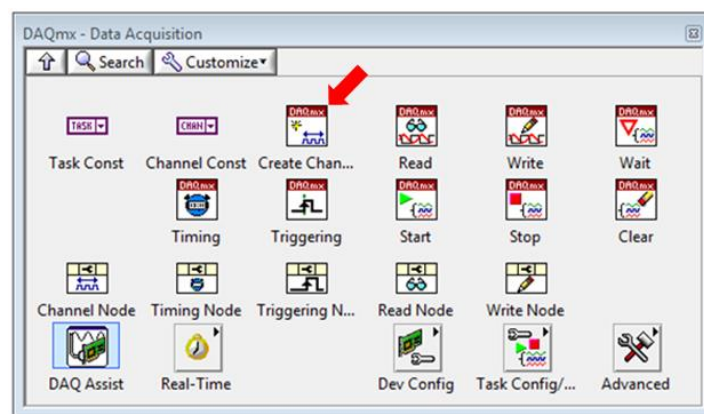 DAQmx - Data Acquisition
Search Customize
TASK CHAN DAQmx DAQmx DAQmx DAQmx
Task Const Channel Const Create Chan... Read Write Wait
DAQmx DAQmx DAQmx DAQmx DAQmx
Timing Triggering Start Stop Clear
Channel Node Timing Node Triggering N... Read Node Write Node
DAQ Assist Real-Time Dev Config Task Config/... Advanced